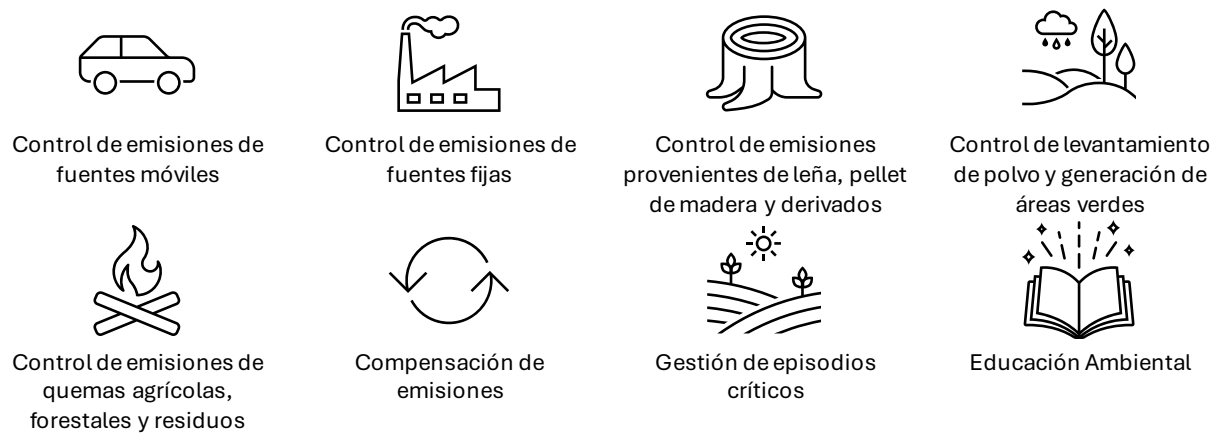 Control de emisiones de
fuentes móviles
Control de emisiones de
fuentes fijas
Control de emisiones
provenientes de leña, pellet
de madera y derivados
Control de levantamiento
de polvo y generación de
áreas verdes
Control de emisiones de
quemas agrícolas,
forestales y residuos
Compensación de
emisiones
Gestión de episodios
críticos
Educación Ambiental